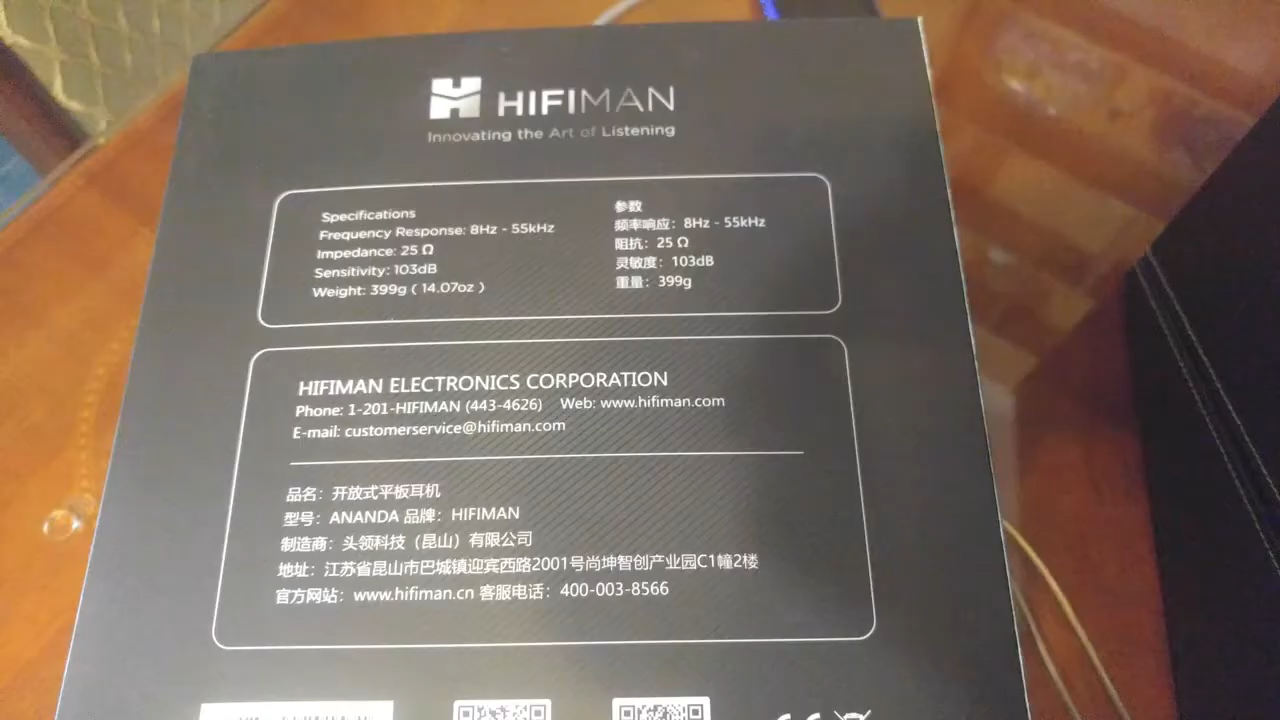 HIFIMAN
Innovating the Art of Listening
Specifications
Frequency Response: 8Hz - 55kHz
Impedance: 25 Ω
Sensitivity: 103dB
Weight: 399g ( 14.07oz )
参数
频率响应: 8Hz - 55kHz
阻抗: 25 Ω
灵敏度: 103dB
重量: 399g
HIFIMAN ELECTRONICS CORPORATION
Phone: 1-201-HIFIMAN (443-4626) Web: www.hifiman.com
E-mail: customerservice@hifiman.com
品名: 开放式平板耳机
型号: ANANDA 品牌: HIFIMAN
制造商: 头领科技（昆山）有限公司
地址: 江苏省昆山市巴城镇迎宾西路2001号尚坤智创产业园C1幢2楼
官方网站: www.hifiman.cn 客服电话: 400-003-8566